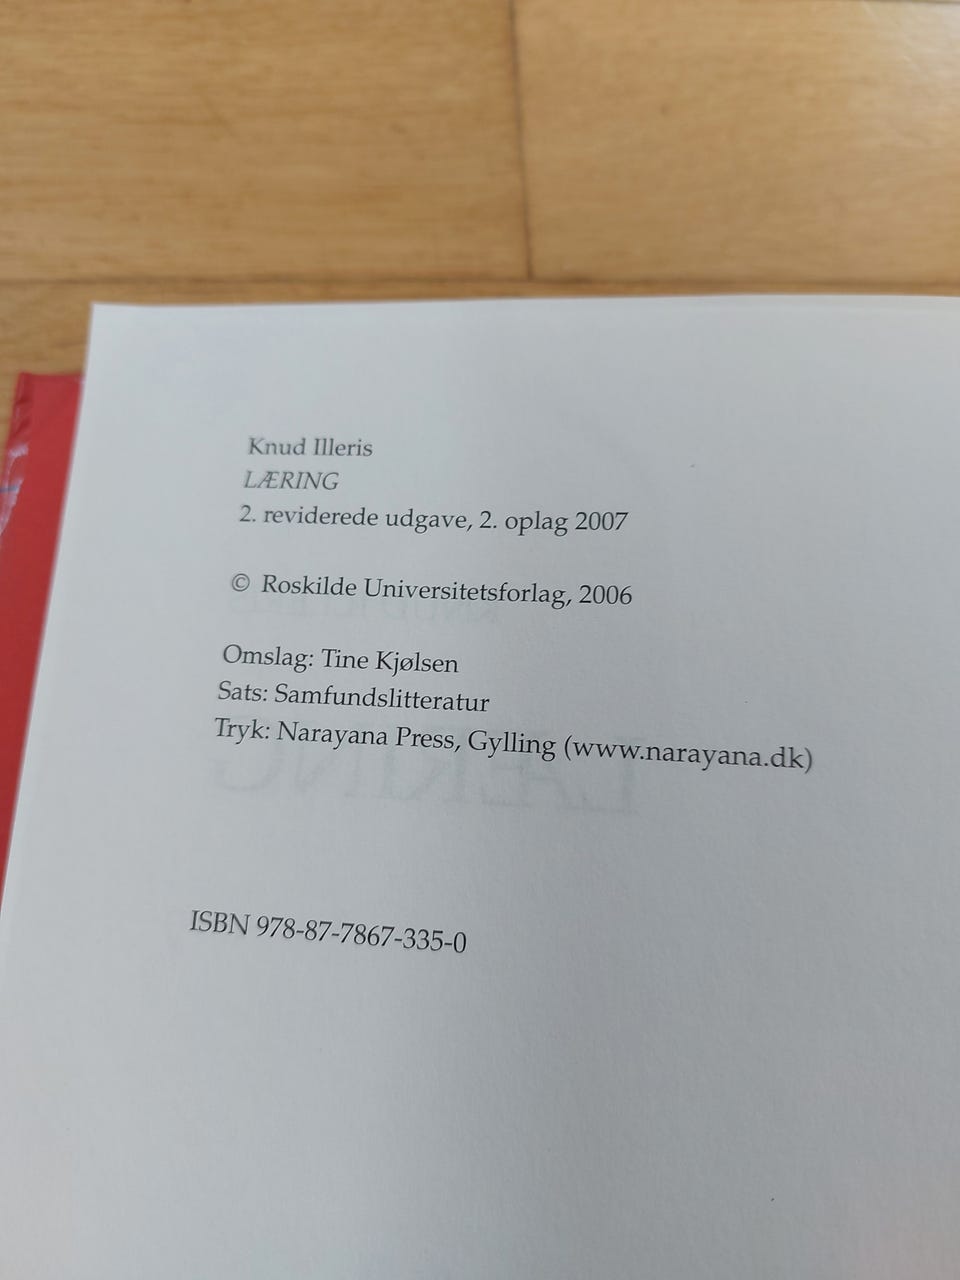 Knud Illeris
LÆRING
2. reviderede udgave, 2. oplag 2007
© Roskilde Universitetsforlag, 2006
Omslag: Tine Kjølsen
Sats: Samfundslitteratur
Tryk: Narayana Press, Gylling (www.narayana.dk)
ISBN 978-87-7867-335-0